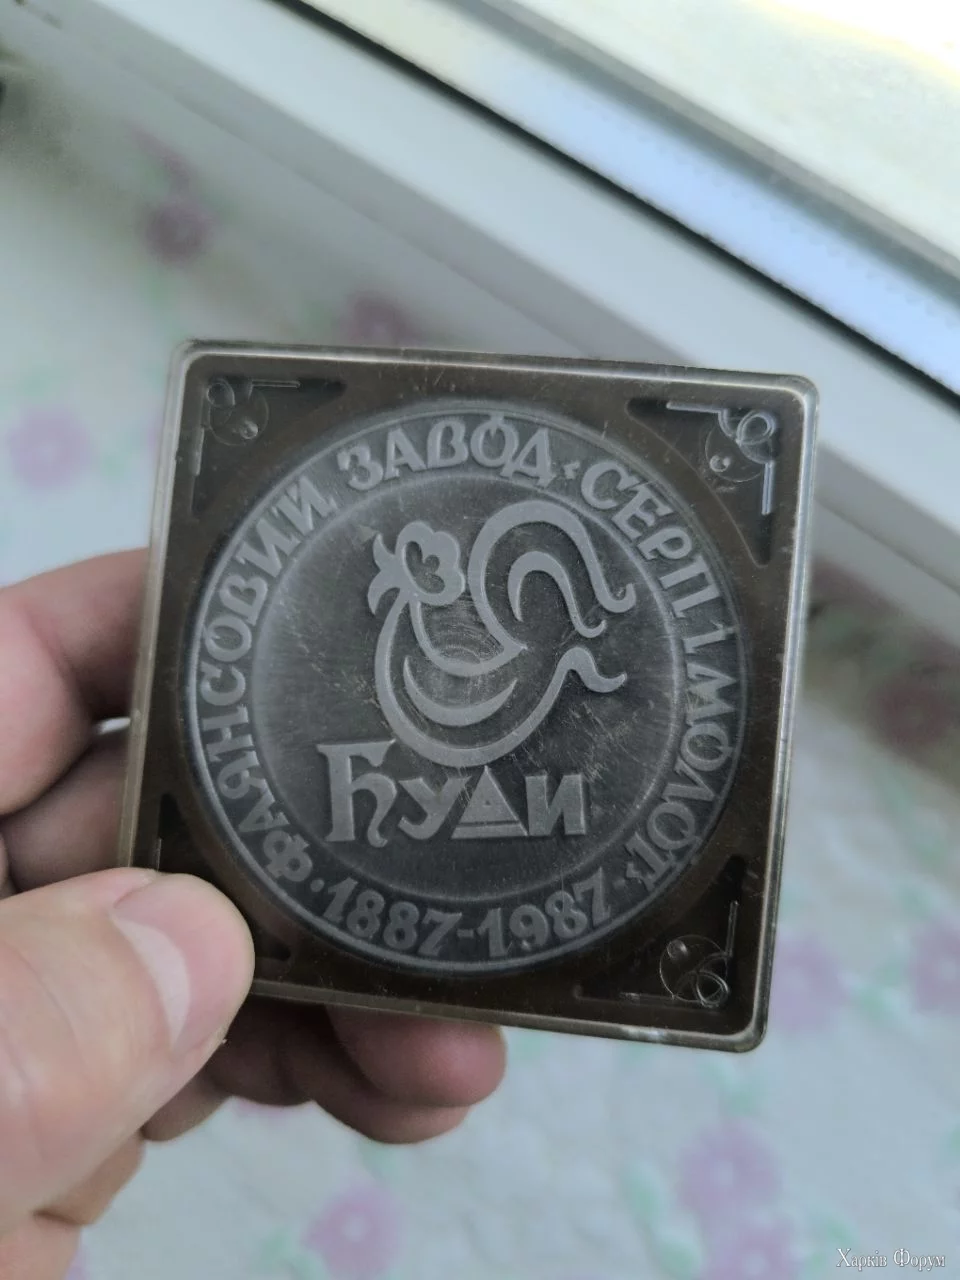 ФАЯНСОВИЙ ЗАВОД "СЕРП І МОЛОТ"
БУДИ
· 1887-1987 ·
Харків Форум